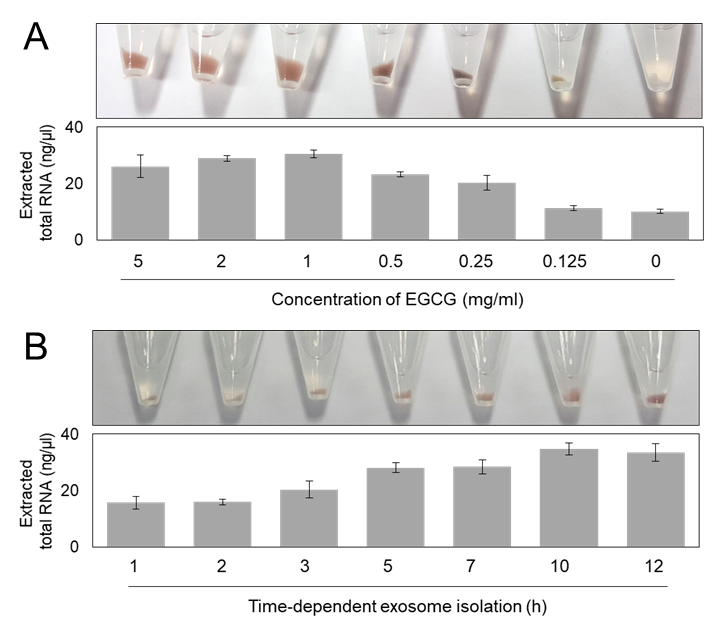 A
Extracted
total RNA (ng/µl)
40
20
0
5 2 1 0.5 0.25 0.125 0
Concentration of EGCG (mg/ml)
B
Extracted
total RNA (ng/µl)
40
20
0
1 2 3 5 7 10 12
Time-dependent exosome isolation (h)